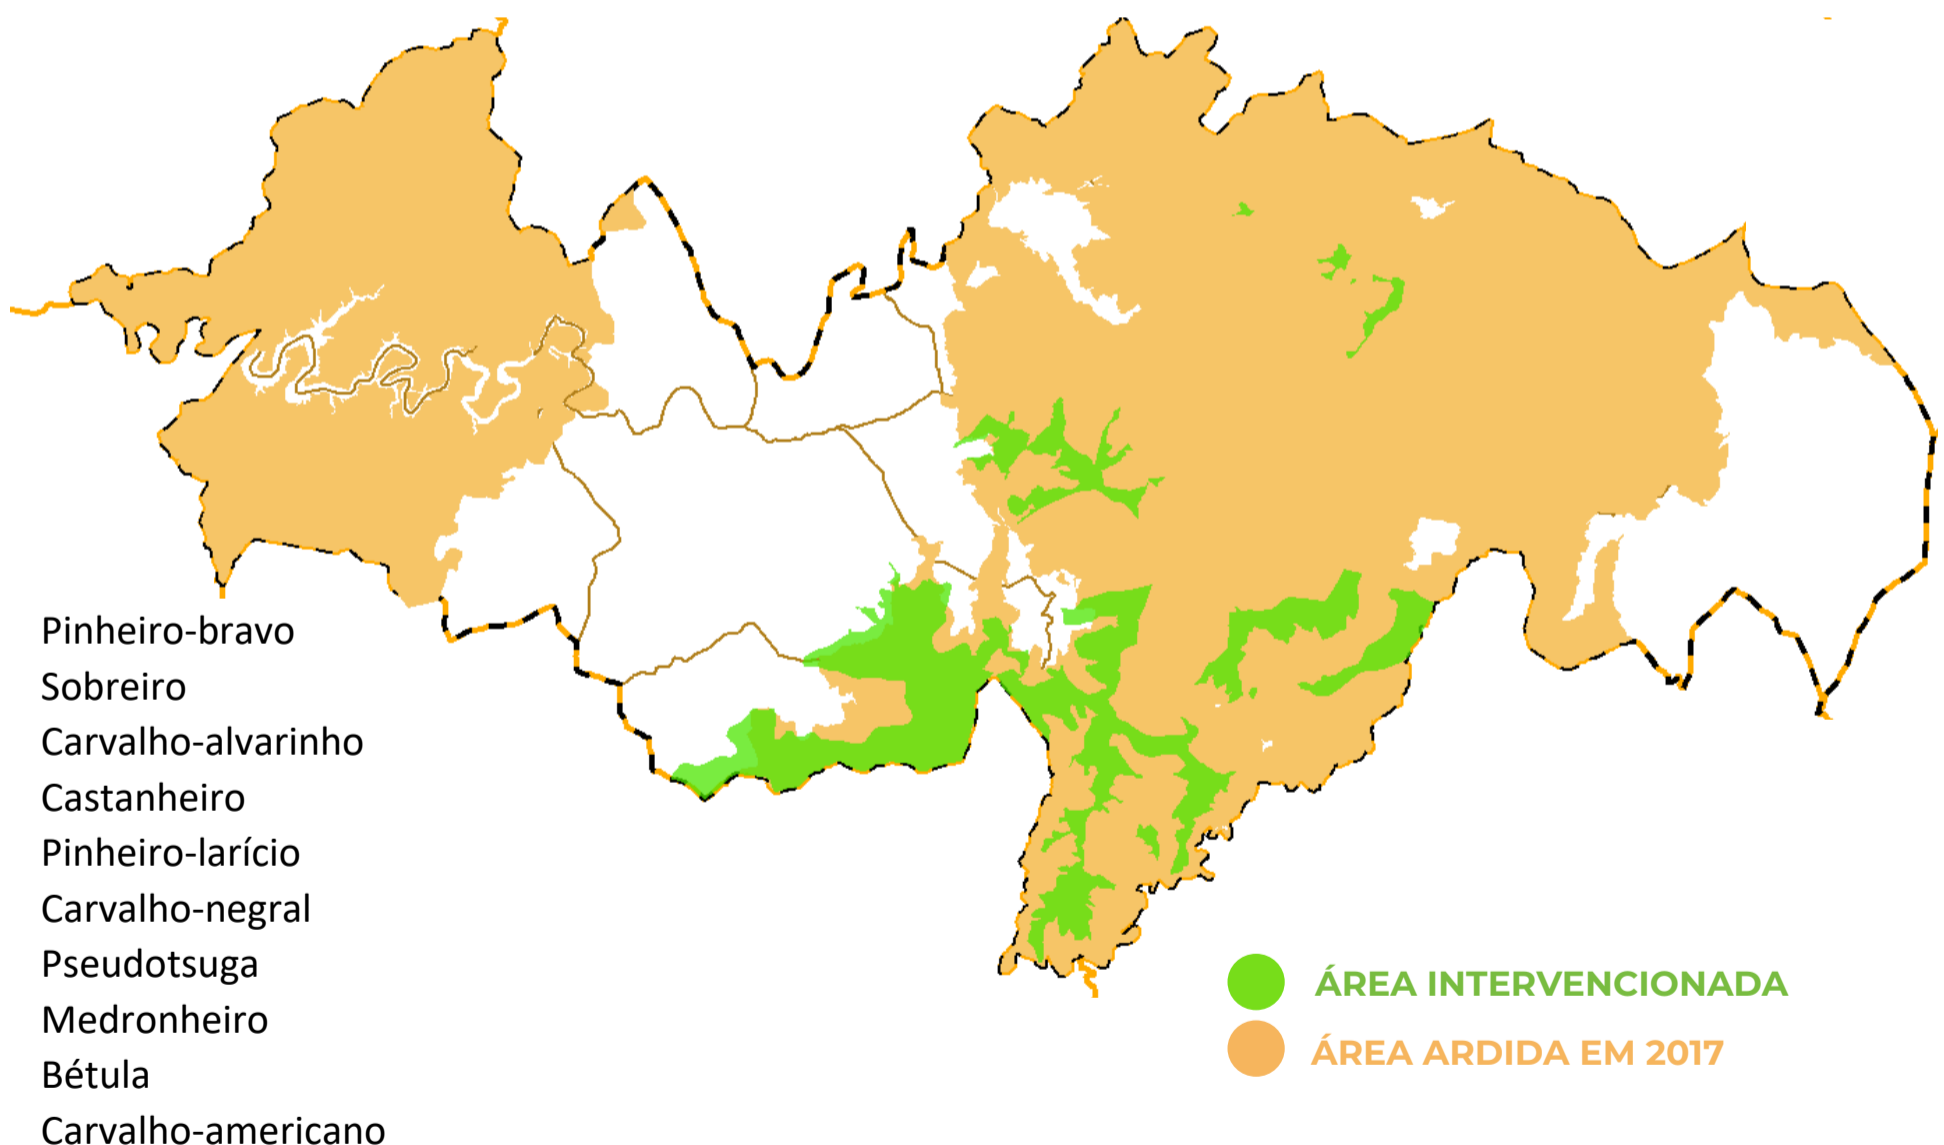 Pinheiro-bravo
Sobreiro
Carvalho-alvarinho
Castanheiro
Pinheiro-larício
Carvalho-negral
Pseudotsuga
Medronheiro
Bétula
Carvalho-americano
ÁREA INTERVENCIONADA
ÁREA ARDIDA EM 2017